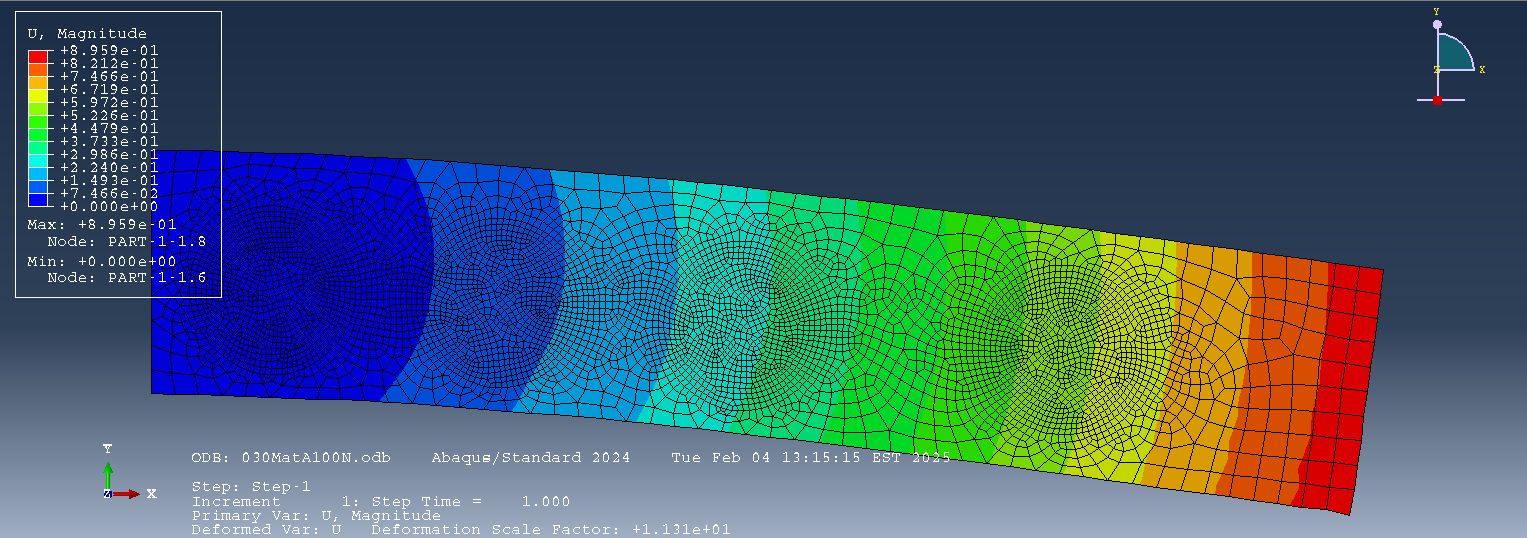 U, Magnitude
+8.959e-01
+8.212e-01
+7.466e-01
+6.719e-01
+5.972e-01
+5.226e-01
+4.479e-01
+3.733e-01
+2.986e-01
+2.240e-01
+1.493e-01
+7.466e-02
+0.000e+00
Max: +8.959e-01
Node: PART-1-1.8
Min: +0.000e+00
Node: PART-1-1.6
Y
Z X
Y
Z X
ODB: 030MatA100N.odb Abaqus/Standard 2024 Tue Feb 04 13:15:15 EST 2025
Step: Step-1
Increment 1: Step Time = 1.000
Primary Var: U, Magnitude
Deformed Var: U Deformation Scale Factor: +1.131e+01